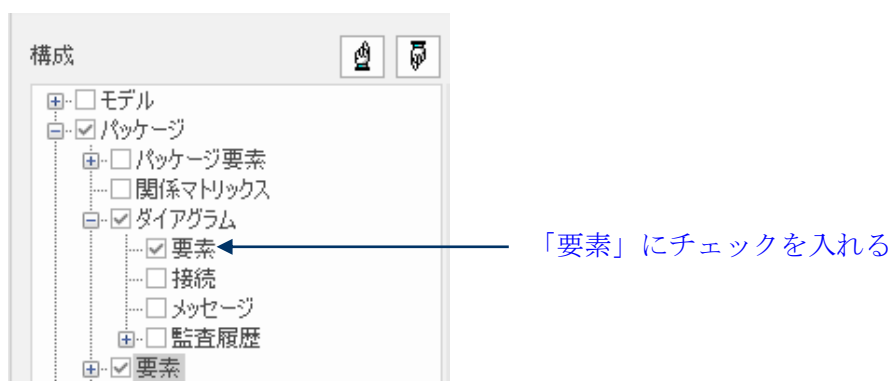 構成
モデル
パッケージ
パッケージ要素
関係マトリックス
ダイアグラム
要素
「要素」にチェックを入れる
接続
メッセージ
監査履歴
要素